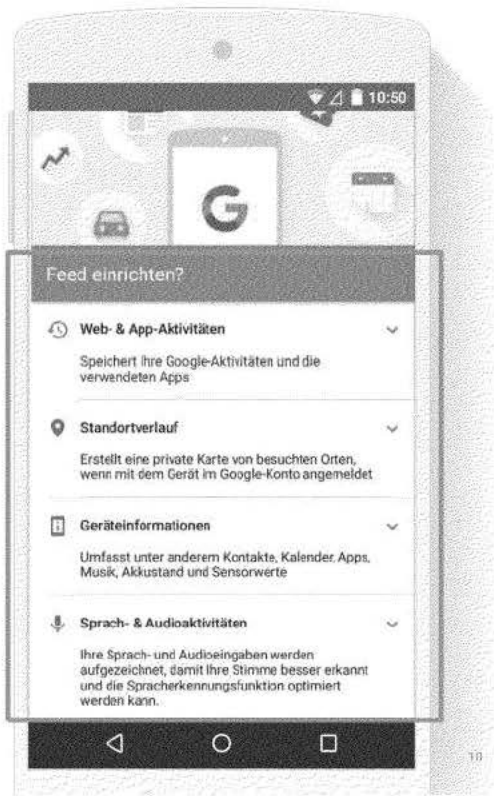 10:50
G
Feed einrichten?
Web- & App-Aktivitäten
Speichert Ihre Google-Aktivitäten und die
verwendeten Apps
Standortverlauf
Erstellt eine private Karte von besuchten Orten,
wenn mit dem Gerät im Google-Konto angemeldet
Geräteinformationen
Umfasst unter anderem Kontakte, Kalender, Apps,
Musik, Akkustand und Sensorwerte
Sprach- & Audioaktivitäten
Ihre Sprach- und Audioeingaben werden
aufgezeichnet, damit Ihre Stimme besser erkannt
und die Spracherkennungsfunktion optimiert
werden kann.
10